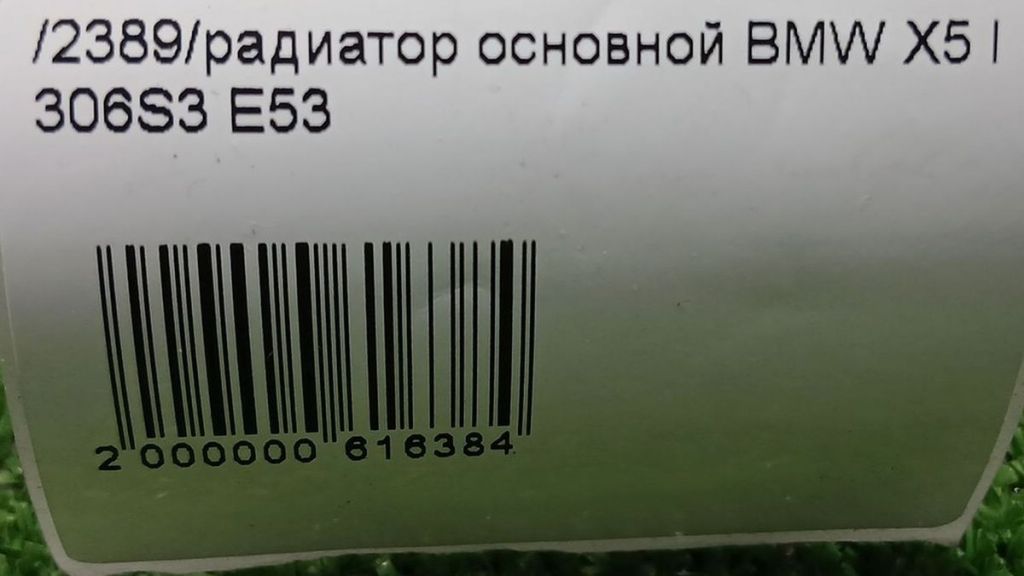 /2389/радиатор основной BMW X5 I
306S3 E53
2 000000 616384